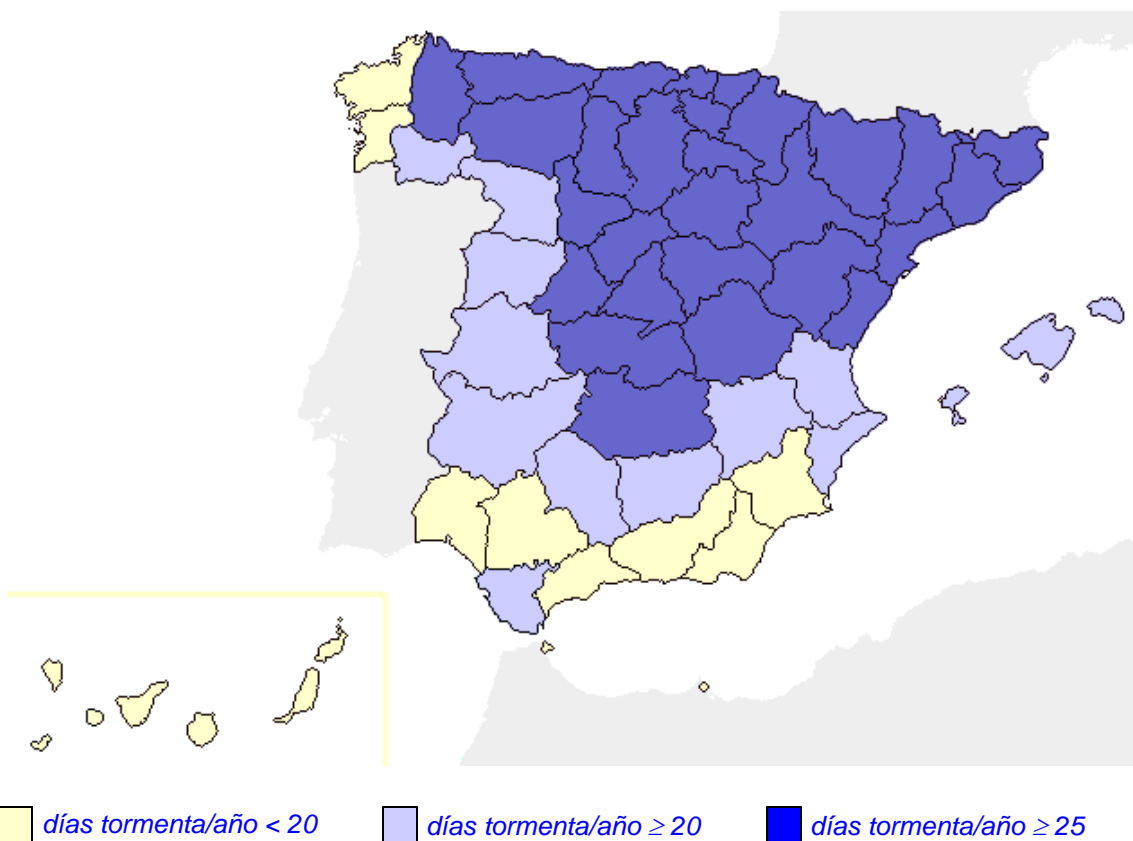 días tormenta/año < 20
días tormenta/año ≥ 20
días tormenta/año ≥ 25